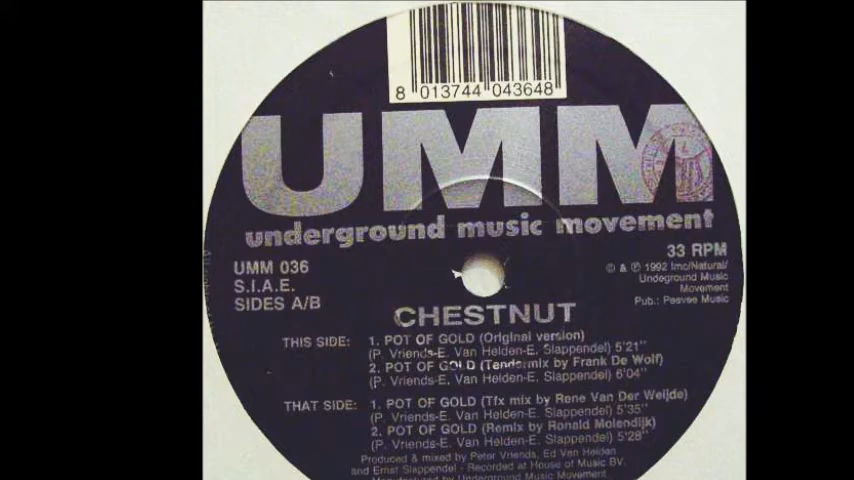 8 013744 043648
UMM
underground music movement
UMM 036
S.I.A.E.
SIDES A/B
33 RPM
© & ℗ 1992 Imc/Natural/
Undeground Music
Movement
Pub.: Peevee Music
CHESTNUT
THIS SIDE: 1. POT OF GOLD (Original version)
(P. Vriends-E. Van Helden-E. Slappendel) 5'21"
2. POT OF GOLD (Tendermix by Frank De Wolf)
(P. Vriends-E. Van Helden-E. Slappendel) 6'04"
THAT SIDE: 1. POT OF GOLD (Tfx mix by Rene Van Der Weijde)
(P. Vriends-E. Van Helden-E. Slappendel) 5'35"
2. POT OF GOLD (Remix by Ronald Molendijk)
(P. Vriends-E. Van Helden-E. Slappendel) 5'28"
Produced & mixed by Peter Vriends, Ed Van Helden
and Ernst Slappendel - Recorded at House of Music BV.
Manufactured by Underground Music Movement